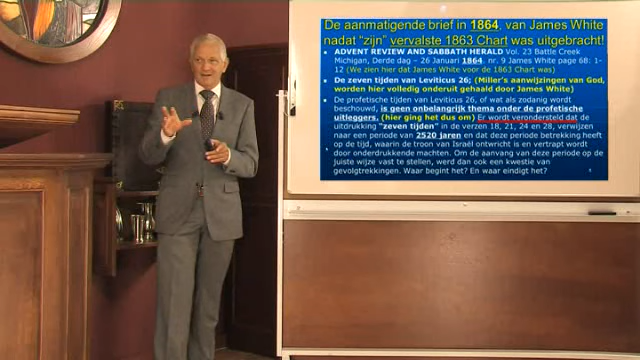 De aanmatigende brief in 1864, van James White
nadat "zijn" vervalste 1863 Chart was uitgebracht!
ADVENT REVIEW AND SABBATH HERALD Vol. 23 Battle Creek
Michigan, Derde dag – 26 Januari 1864. nr. 9 James White page 68: 1-
12 (We zien hier dat James White voor de 1863 Chart was)
De zeven tijden van Leviticus 26; (Miller's aanwijzingen van God,
worden hier volledig onderuit gehaald door James White)
De profetische tijden van Leviticus 26, of wat als zodanig wordt
beschouwd, is geen onbelangrijk thema onder de profetische
uitleggers. (hier ging het dus om) Er wordt verondersteld dat de
uitdrukking "zeven tijden" in de verzen 18, 21, 24 en 28, verwijzen
naar een periode van 2520 jaren en dat deze periode betrekking heeft
op de tijd, waarin de troon van Israël ontwricht is en vertrapt wordt
door onderdrukkende machten. Om de aanvang van deze periode op de
juiste wijze vast te stellen, werd dan ook een kwestie van
gevolgtrekkingen. Waar begint het? En waar eindigt het?